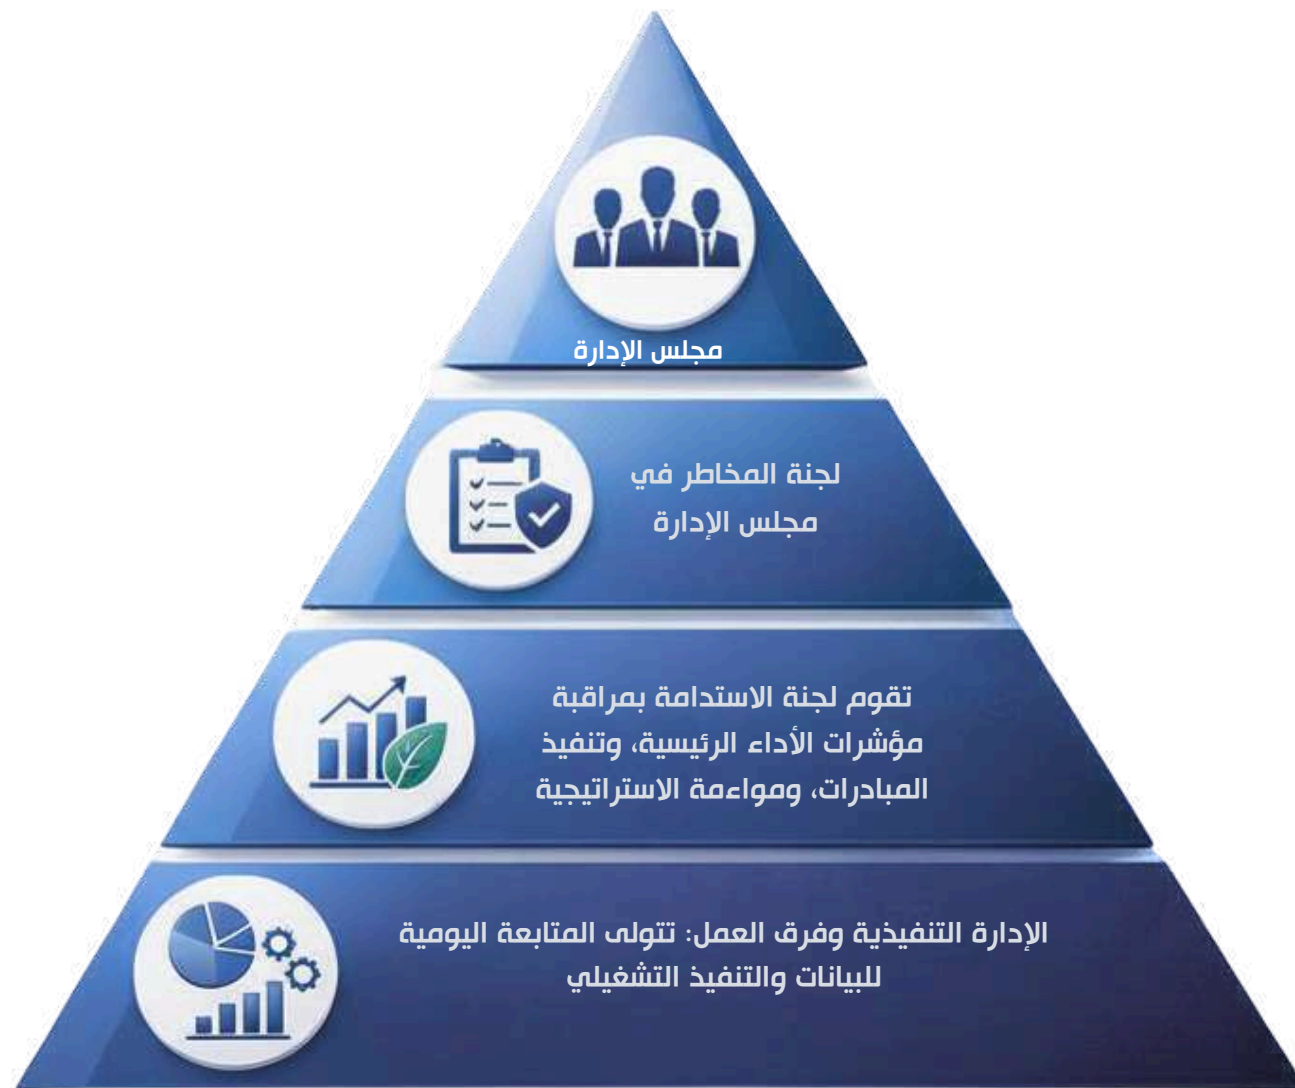 مجلس الإدارة
لجنة المخاطر في
مجلس الإدارة
تقوم لجنة الاستدامة بمراقبة
مؤشرات الأداء الرئيسية، وتنفيذ
المبادرات، ومواءمة الاستراتيجية
الإدارة التنفيذية وفرق العمل: تتولى المتابعة اليومية
للبيانات والتنفيذ التشغيلي